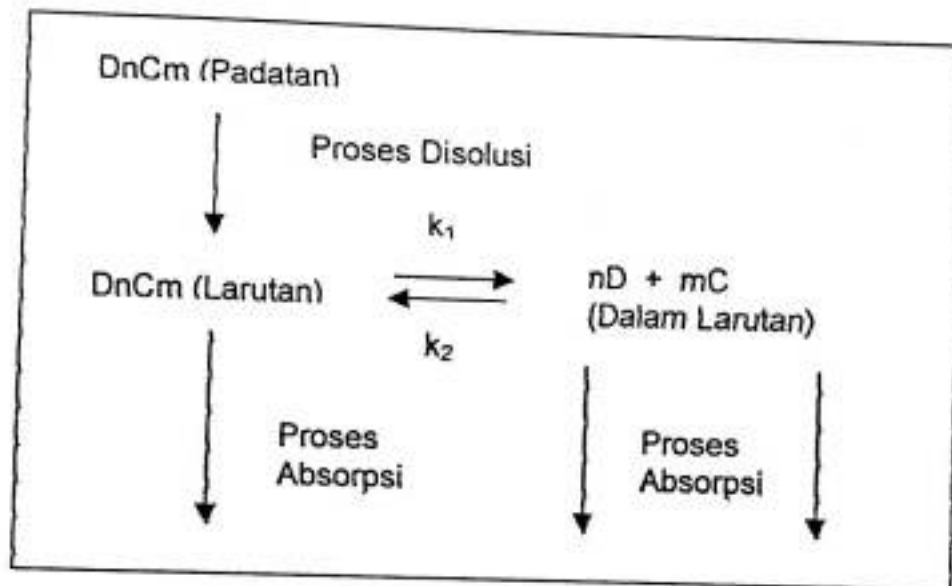 DnCm (Padatan)
Proses Disolusi
k₁
DnCm (Larutan)
nD + mC
(Dalam Larutan)
k₂
Proses
Absorpsi
Proses
Absorpsi